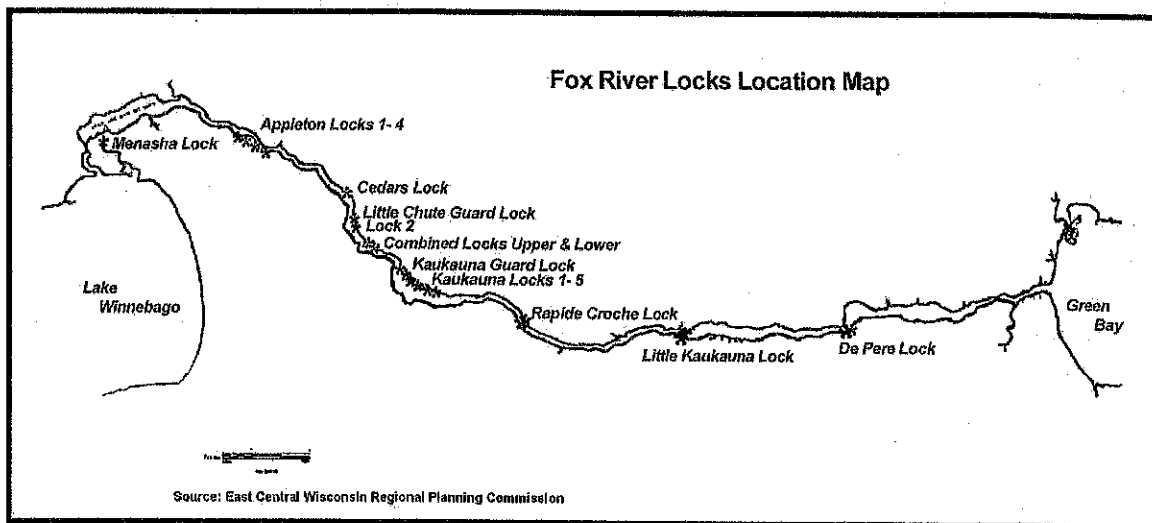 Fox River Locks Location Map
Appleton Locks 1-4
Menasha Lock
Cedars Lock
Little Chute Guard Lock
Lock 2
Combined Locks Upper & Lower
Kaukauna Guard Lock
Kaukauna Locks 1-5
Lake
Winnebago
Rapide Croche Lock
Green
Bay
Little Kaukauna Lock
De Pere Lock
Source: East Central Wisconsin Regional Planning Commission